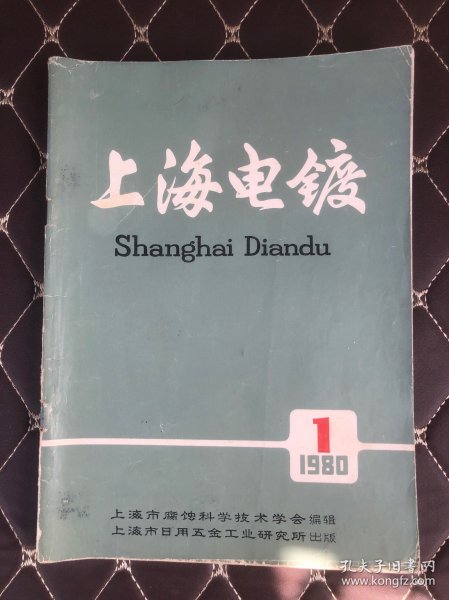 上海电镀
Shanghai Diandu
1
1980
上海市腐蚀科学技术学会编辑
上海市日用五金工业研究所出版
孔夫子旧书网
www.kongfz.com